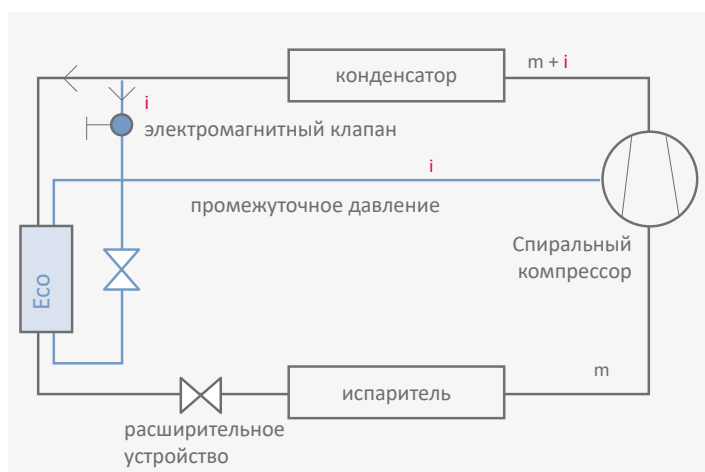 конденсатор
m + i
i
электромагнитный клапан
i
промежуточное давление
Спиральный
компрессор
Eco
m
испаритель
расширительное
устройство